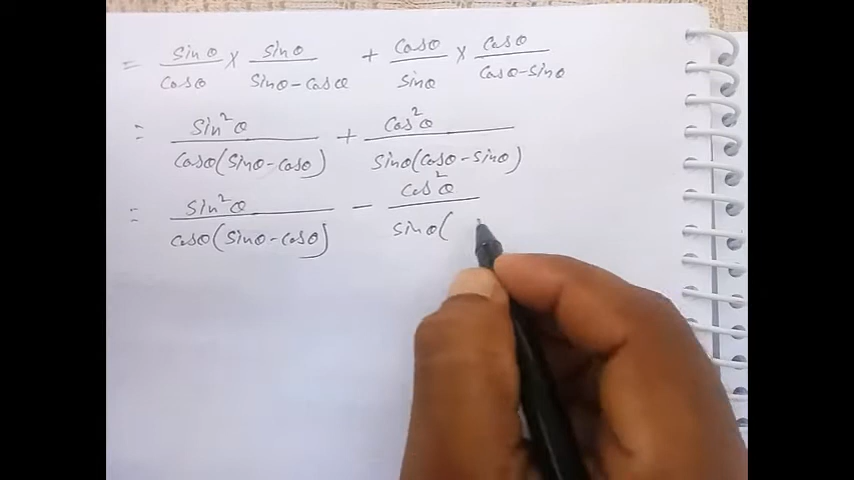 = sinθ/cosθ × sinθ/(sinθ-cosθ) + cosθ/sinθ × cosθ/(cosθ-sinθ)
= sin²θ/(cosθ(sinθ-cosθ)) + cos²θ/(sinθ(cosθ-sinθ))
= sin²θ/(cosθ(sinθ-cosθ)) - cos²θ/(sinθ(